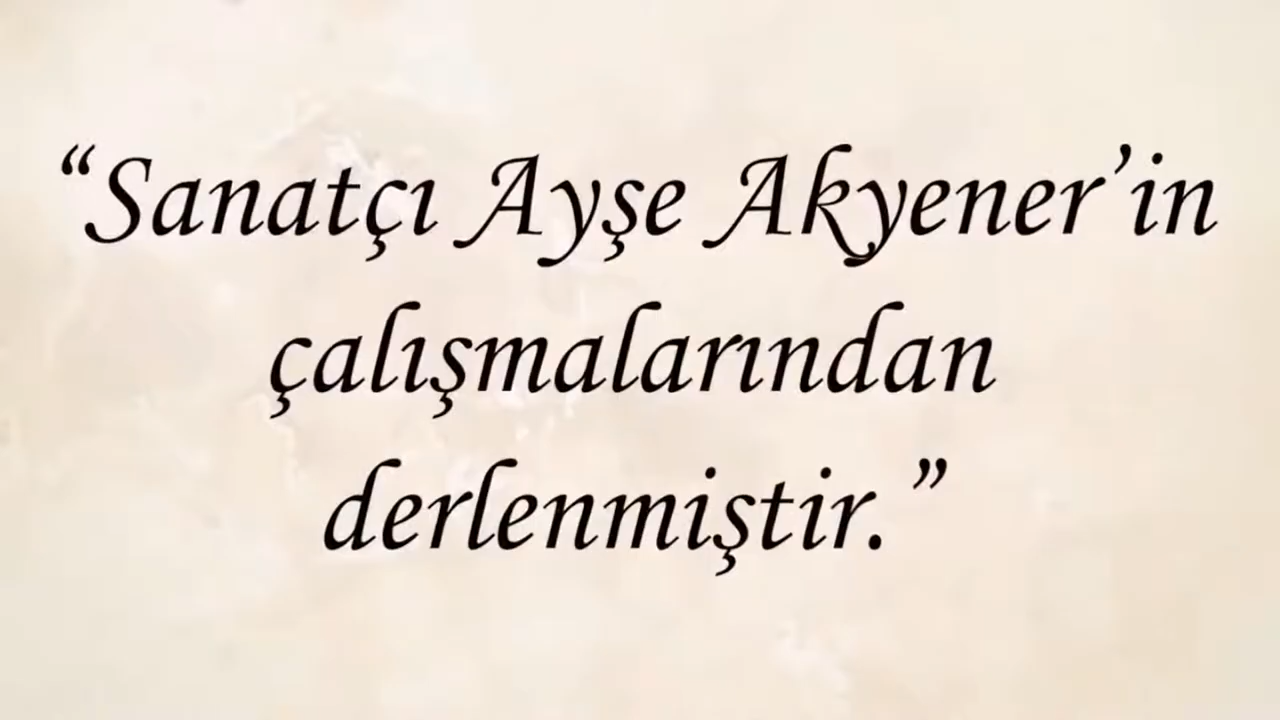 “Sanatçı Ayşe Akyener’in
çalışmalarından
derlenmiştir.”